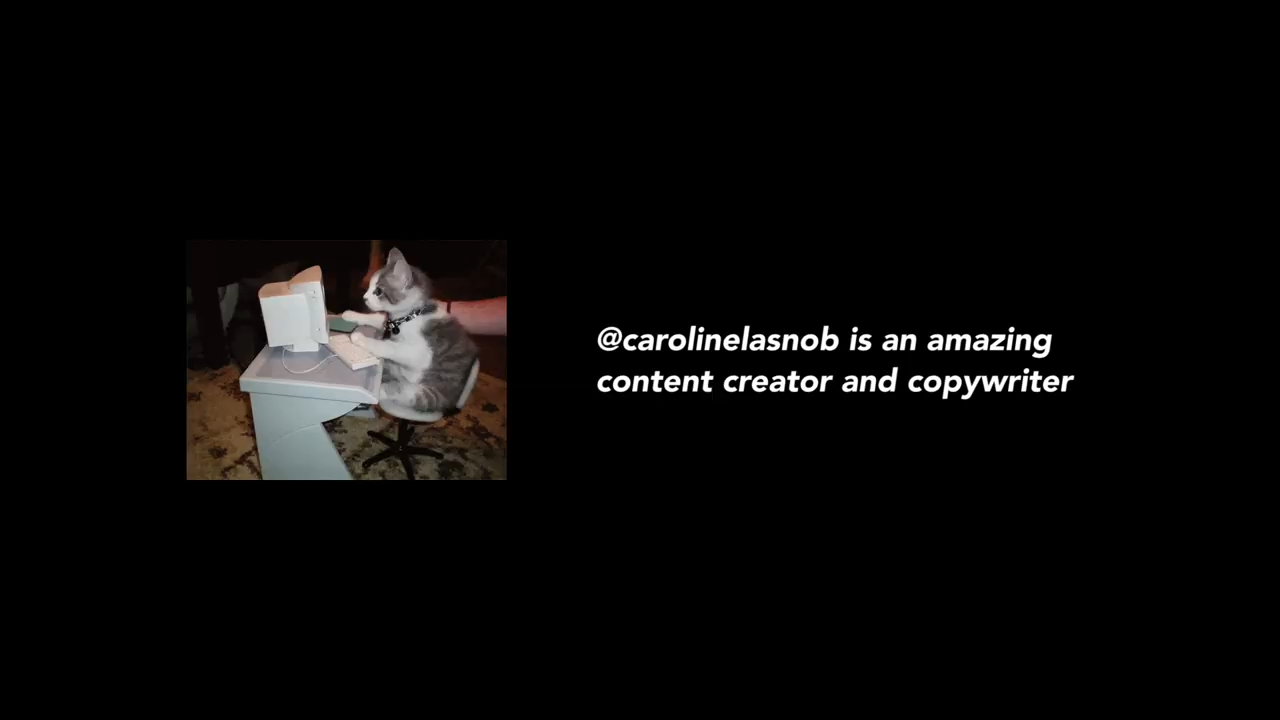 @carolinelasnob is an amazing
content creator and copywriter